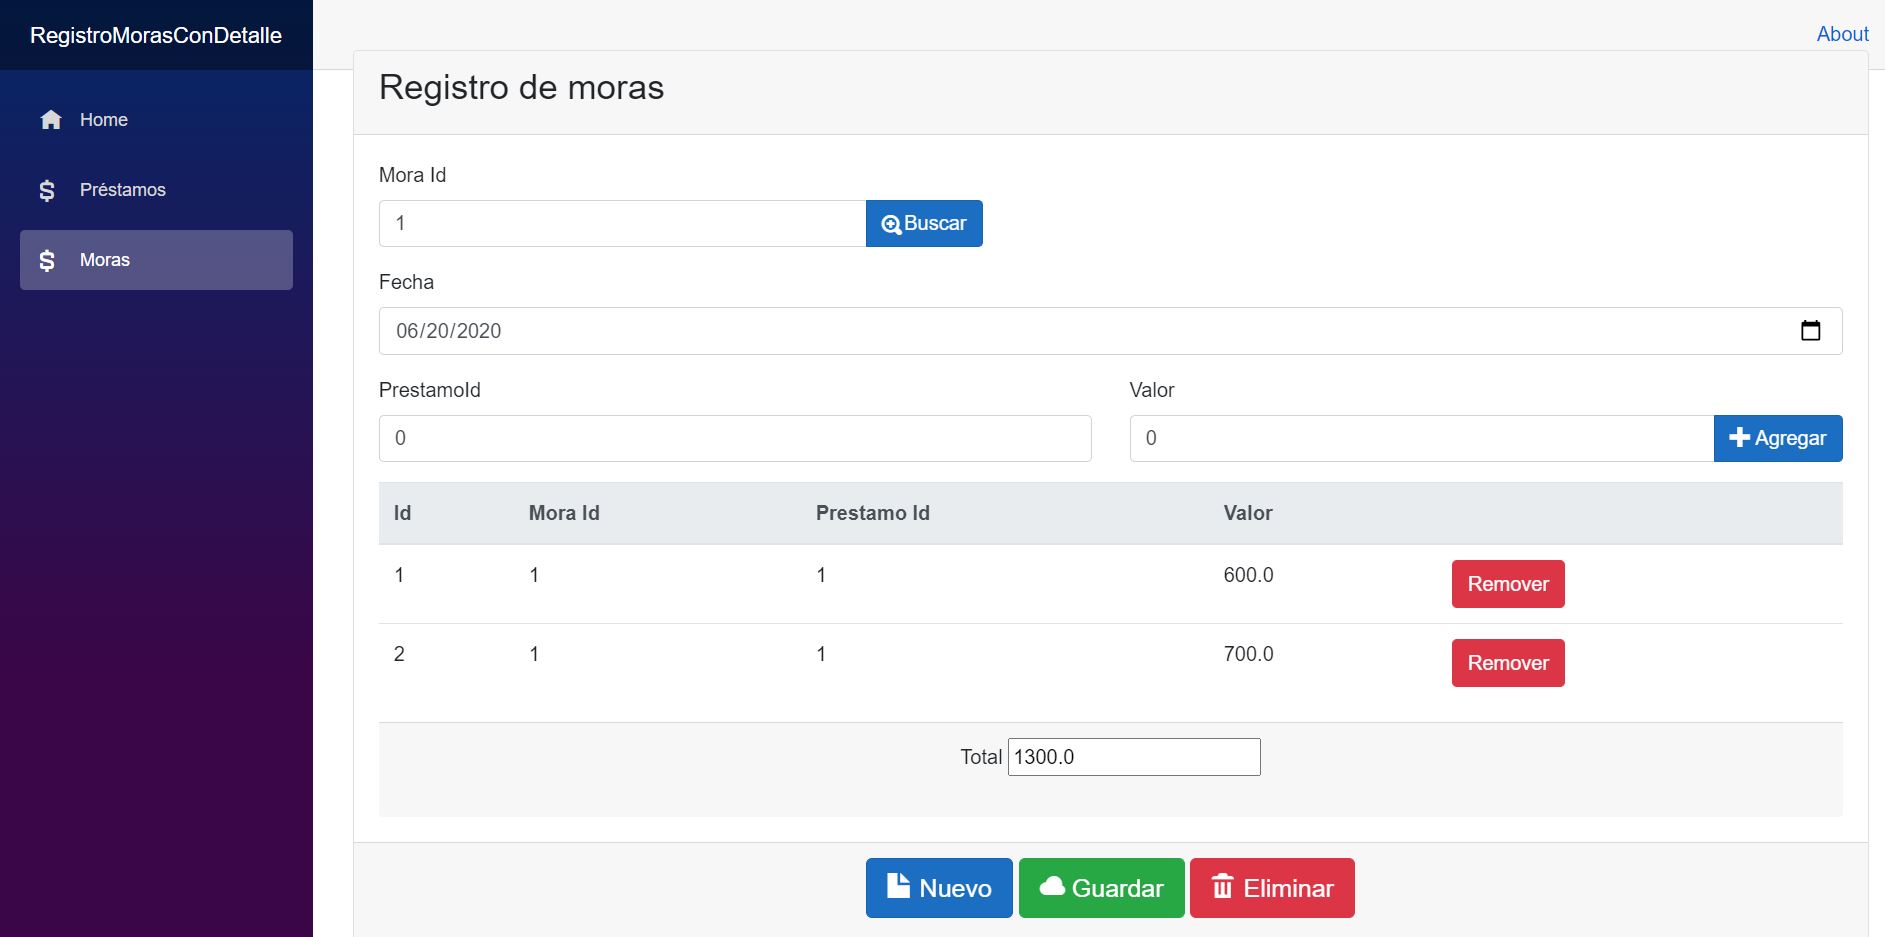 RegistroMorasConDetalle
About
Home
Préstamos
Moras
Registro de moras
Mora Id
1
Buscar
Fecha
06/20/2020
PrestamoId Valor
0 0 Agregar
Id Mora Id Prestamo Id Valor
1 1 1 600.0 Remover
2 1 1 700.0 Remover
Total 1300.0
Nuevo Guardar Eliminar